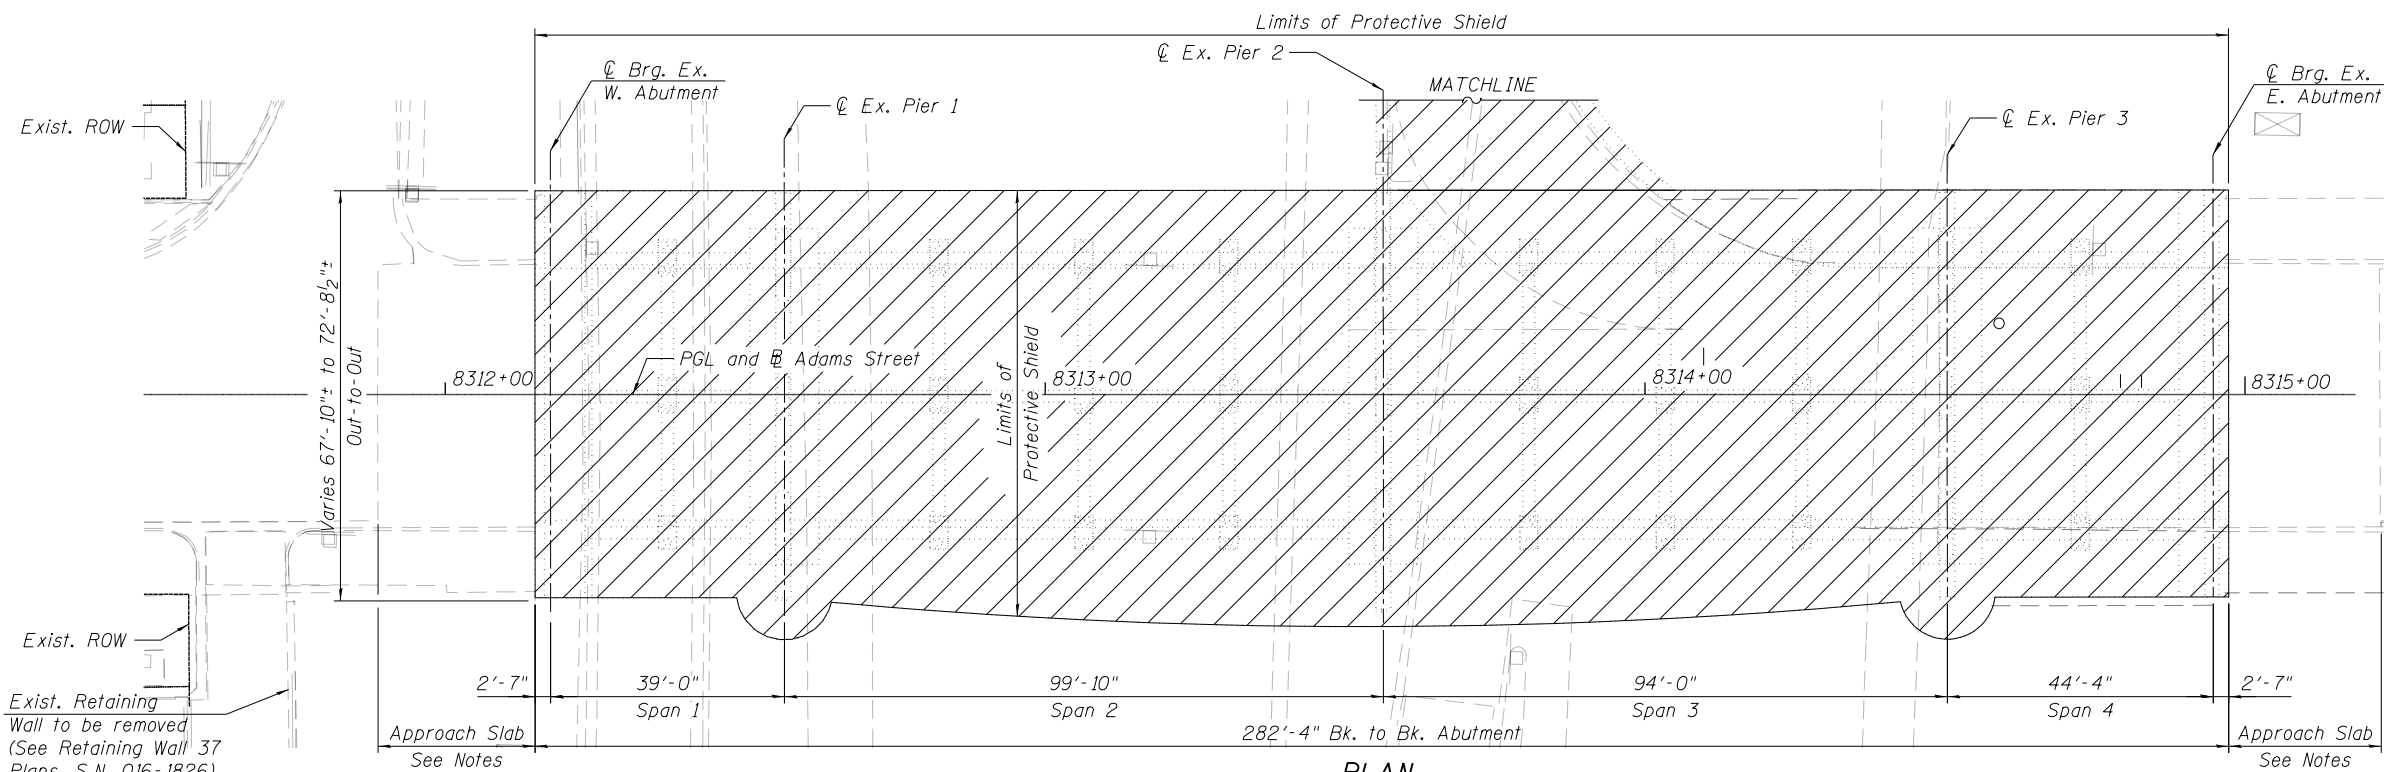 Limits of Protective Shield
℄ Ex. Pier 2
℄ Brg. Ex.
W. Abutment
MATCHLINE
℄ Brg. Ex.
E. Abutment
℄ Ex. Pier 1
℄ Ex. Pier 3
Exist. ROW
Varies 67'-10"± to 72'-8½"±
Out-to-Out
PGL and ␢ Adams Street
Limits of
Protective Shield
8312+00
8313+00
8314+00
8315+00
Exist. ROW
2'-7"
39'-0"
99'-10"
94'-0"
44'-4"
2'-7"
Span 1
Span 2
Span 3
Span 4
Exist. Retaining
Wall to be removed
(See Retaining Wall 37
Plans, S.N. 016-1826)
Approach Slab
See Notes
282'-4" Bk. to Bk. Abutment
Approach Slab
See Notes
PLAN